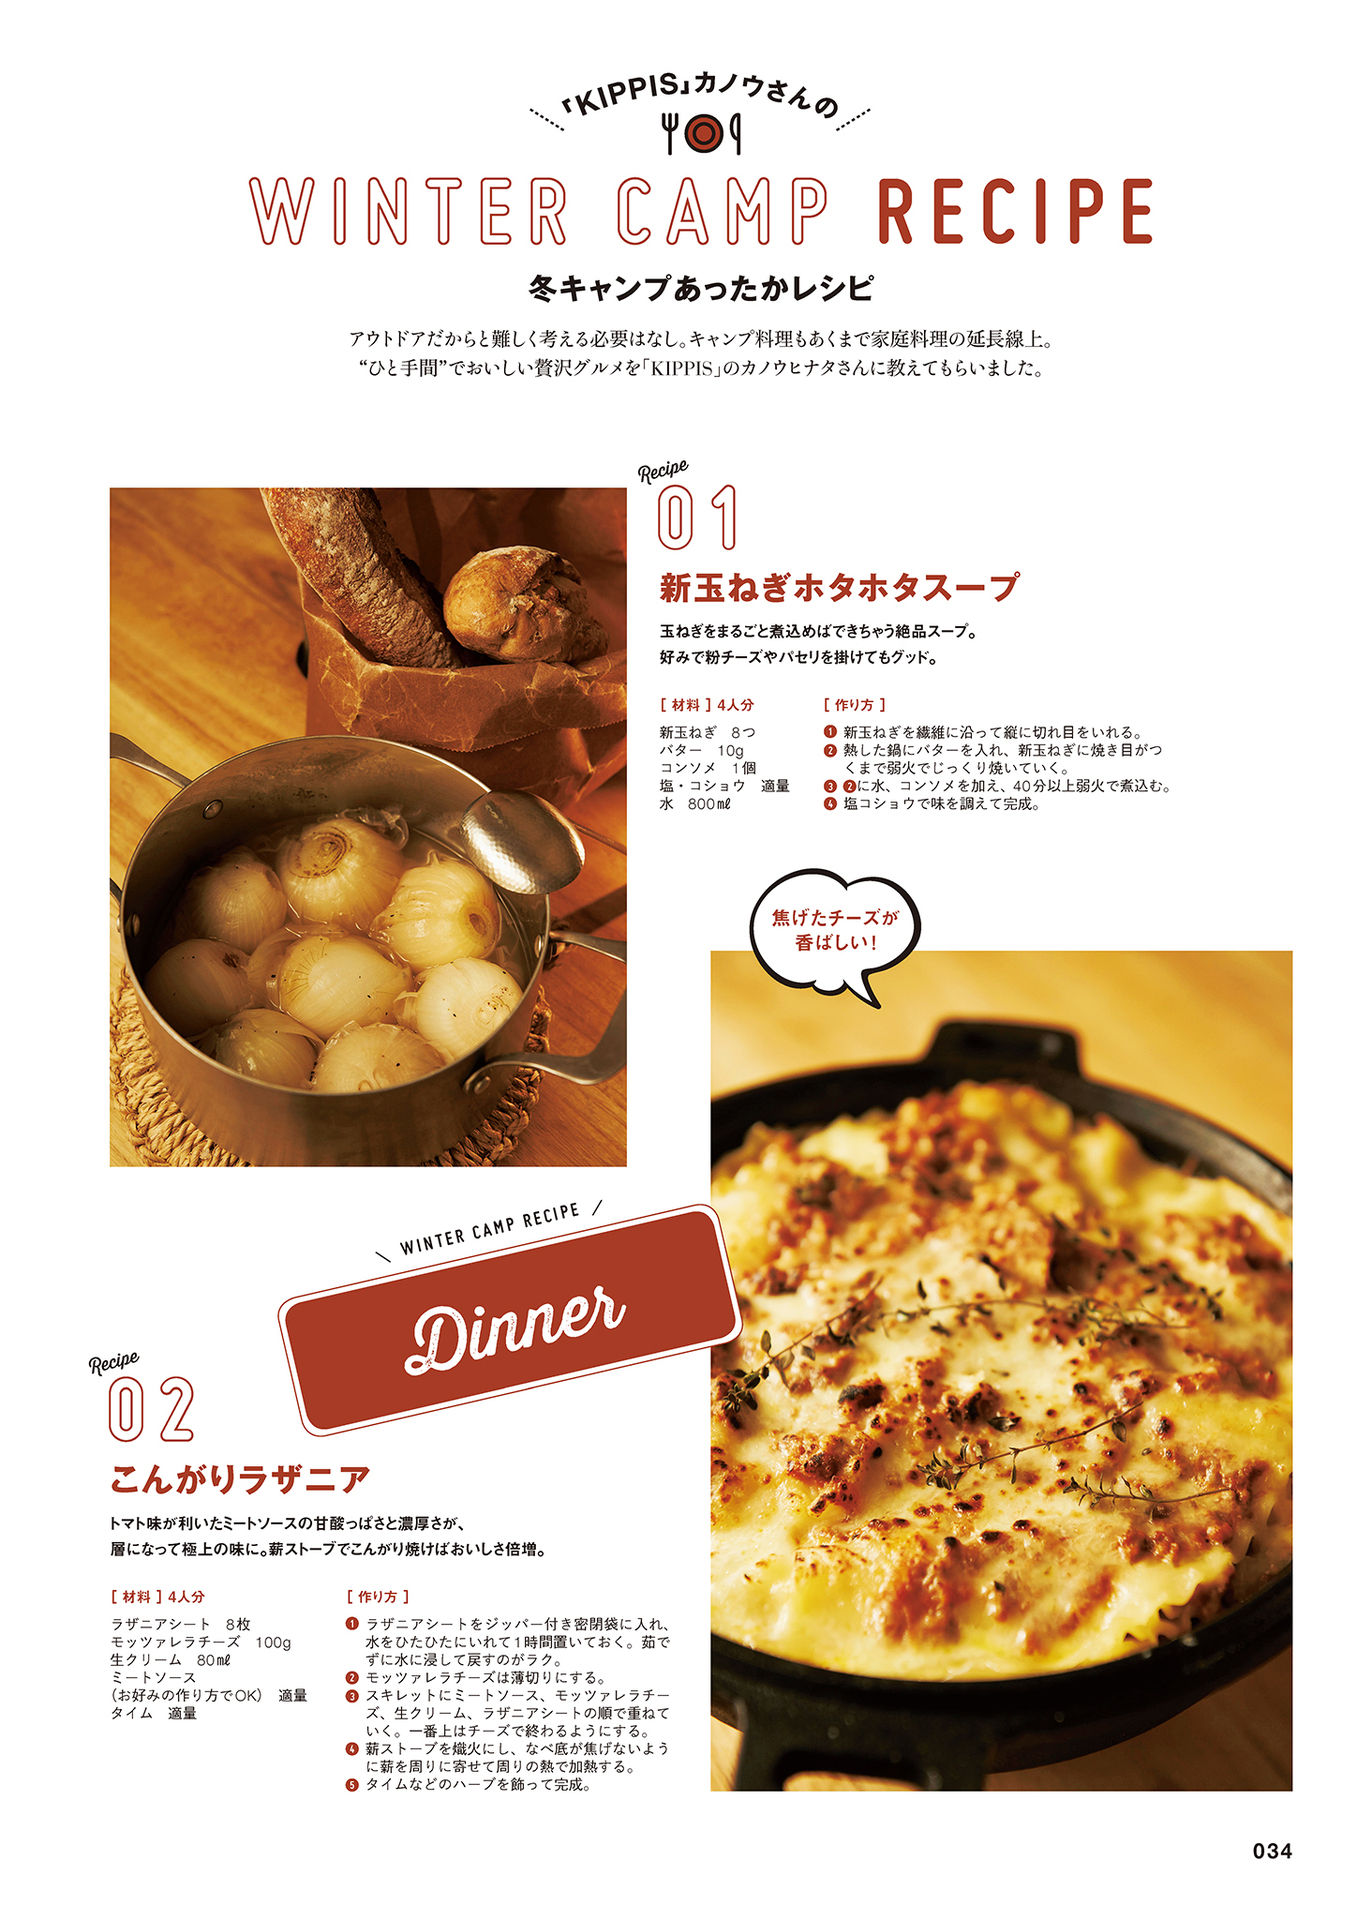 「KIPPIS」カノウさんの
WINTER CAMP RECIPE
冬キャンプあったかレシピ
アウトドアだからと難しく考える必要はなし。キャンプ料理もあくまで家庭料理の延長線上。
“ひと手間”でおいしい贅沢グルメを「KIPPIS」のカノウヒナタさんに教えてもらいました。
Recipe
01
新玉ねぎホタホタスープ
玉ねぎをまるごと煮込めばできちゃう絶品スープ。
好みで粉チーズやパセリを掛けてもグッド。
[ 材料 ] 4人分
新玉ねぎ　8つ
バター　10g
コンソメ　1個
塩・コショウ　適量
水　800㎖
[ 作り方 ]
❶ 新玉ねぎを繊維に沿って縦に切れ目をいれる。
❷ 熱した鍋にバターを入れ、新玉ねぎに焼き目がつ
くまで弱火でじっくり焼いていく。
❸ ❷に水、コンソメを加え、40分以上弱火で煮込む。
❹ 塩コショウで味を調えて完成。
焦げたチーズが
香ばしい！
WINTER CAMP RECIPE
Dinner
Recipe
02
こんがりラザニア
トマト味が利いたミートソースの甘酸っぱさと濃厚さが、
層になって極上の味に。薪ストーブでこんがり焼けばおいしさ倍増。
[ 材料 ] 4人分
ラザニアシート　8枚
モッツァレラチーズ　100g
生クリーム　80㎖
ミートソース
（お好みの作り方でOK）　適量
タイム　適量
[ 作り方 ]
❶ ラザニアシートをジッパー付き密閉袋に入れ、
水をひたひたにいれて1時間置いておく。茹で
ずに水に浸して戻すのがラク。
❷ モッツァレラチーズは薄切りにする。
❸ スキレットにミートソース、モッツァレラチー
ズ、生クリーム、ラザニアシートの順で重ねて
いく。一番上はチーズで終わるようにする。
❹ 薪ストーブを熾火にし、なべ底が焦げないよう
に薪を周りに寄せて周りの熱で加熱する。
❺ タイムなどのハーブを飾って完成。
034